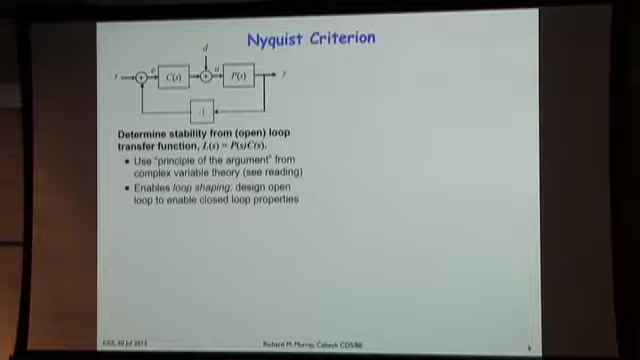 Nyquist Criterion
d
r
e
C(s)
u
P(s)
y
-1
Determine stability from (open) loop
transfer function, L(s) = P(s)C(s).
• Use "principle of the argument" from
complex variable theory (see reading)
• Enables loop shaping: design open
loop to enable closed loop properties
Richard M. Murray, Caltech CDS/BE
9